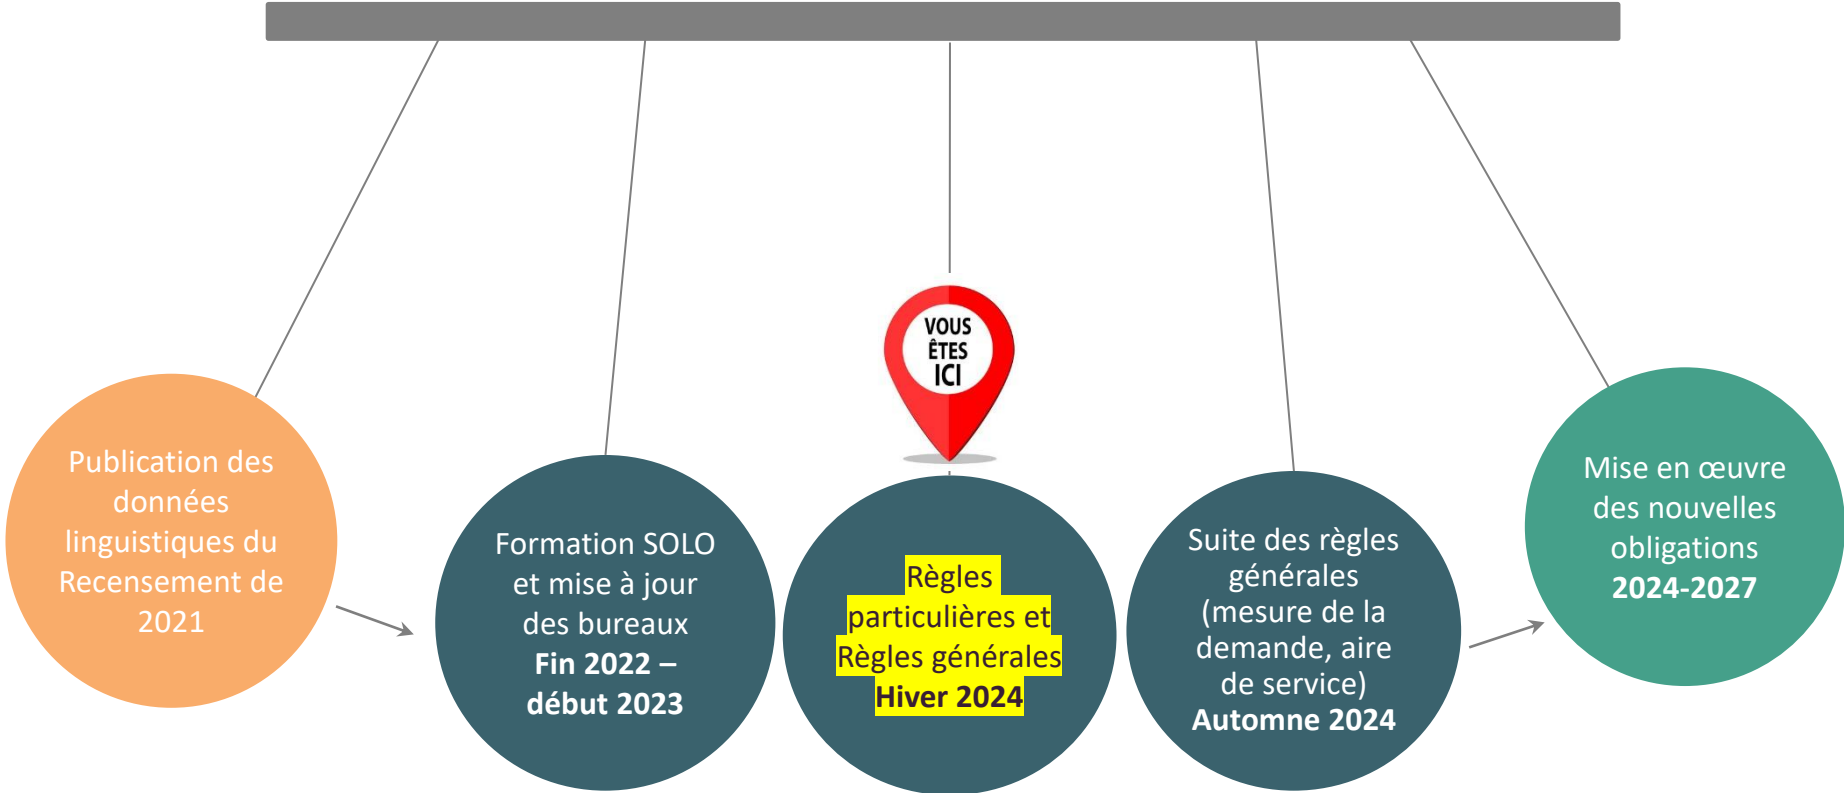 Publication des
données
linguistiques du
Recensement de
2021
Formation SOLO
et mise à jour
des bureaux
Fin 2022 –
début 2023
VOUS
ÊTES
ICI
Règles
particulières et
Règles générales
Hiver 2024
Suite des règles
générales
(mesure de la
demande, aire
de service)
Automne 2024
Mise en œuvre
des nouvelles
obligations
2024-2027